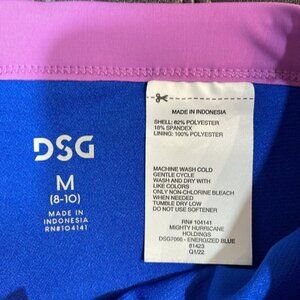 DSG
M
(8-10)
MADE IN
INDONESIA
RN#104141
MADE IN INDONESIA
SHELL: 82% POLYESTER
18% SPANDEX
LINING: 100% POLYESTER
MACHINE WASH COLD
GENTLE CYCLE
WASH AND DRY WITH
LIKE COLORS
ONLY NON-CHLORINE BLEACH
WHEN NEEDED
TUMBLE DRY LOW
DO NOT USE SOFTENER
RN# 104141
MIGHTY HURRICANE
HOLDINGS
DSG7066 - ENERGIZED BLUE
81423
Q1/22